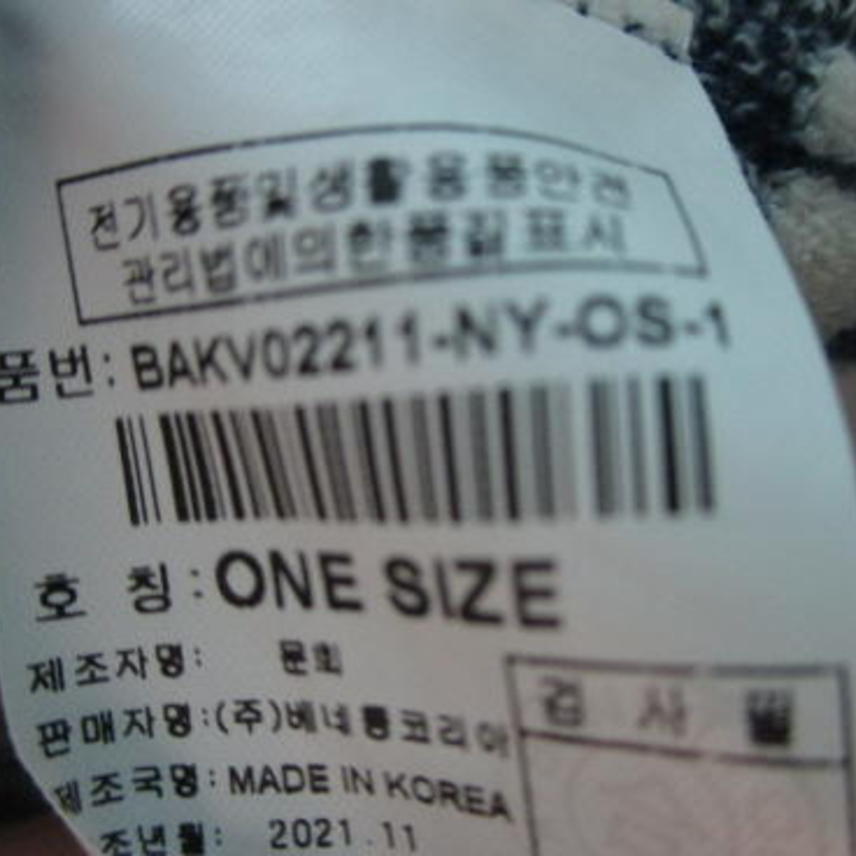 전기용품및생활용품안전
관리법에의한품질표시
품번: BAKV02211-NY-OS-1
호 칭: ONE SIZE
제조자명: 문희
판매자명:(주)베네통코리아
제조국명: MADE IN KOREA
조년월: 2021.11
검 사 필